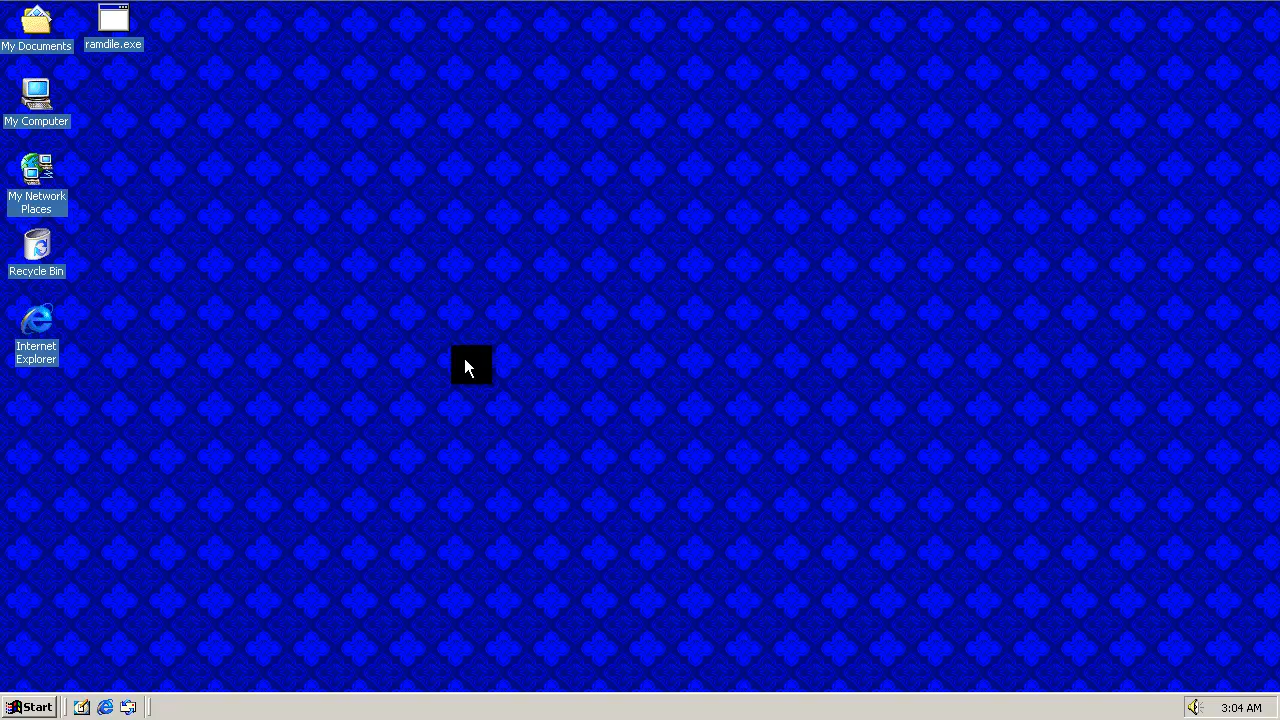 My Documents
ramdile.exe
My Computer
My Network
Places
Recycle Bin
Internet
Explorer
Start
3:04 AM